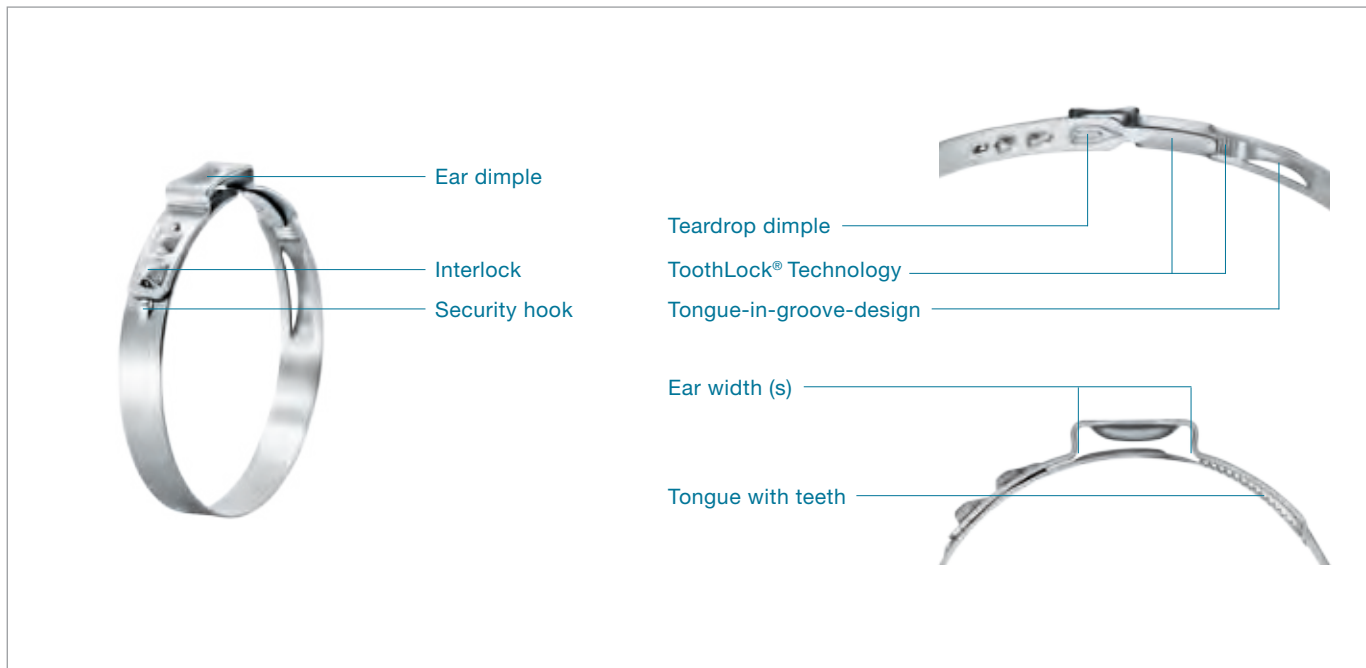 Ear dimple
Interlock
Security hook
Teardrop dimple
ToothLock® Technology
Tongue-in-groove-design
Ear width (s)
Tongue with teeth